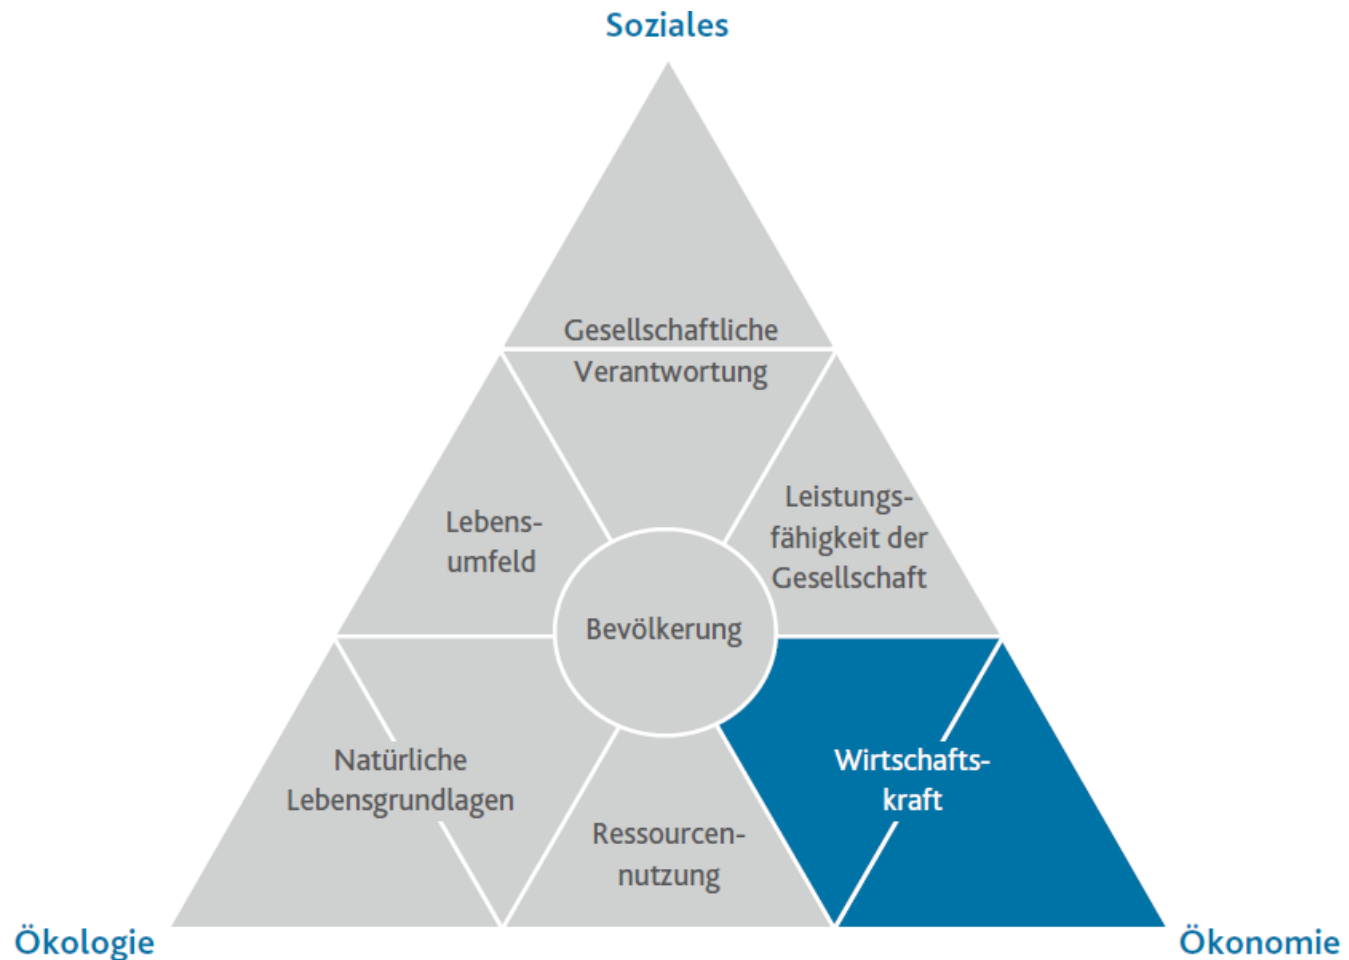 Soziales
Gesellschaftliche
Verantwortung
Lebens-
umfeld
Leistungs-
fähigkeit der
Gesellschaft
Bevölkerung
Natürliche
Lebensgrundlagen
Ressourcen-
nutzung
Wirtschafts-
kraft
Ökologie
Ökonomie